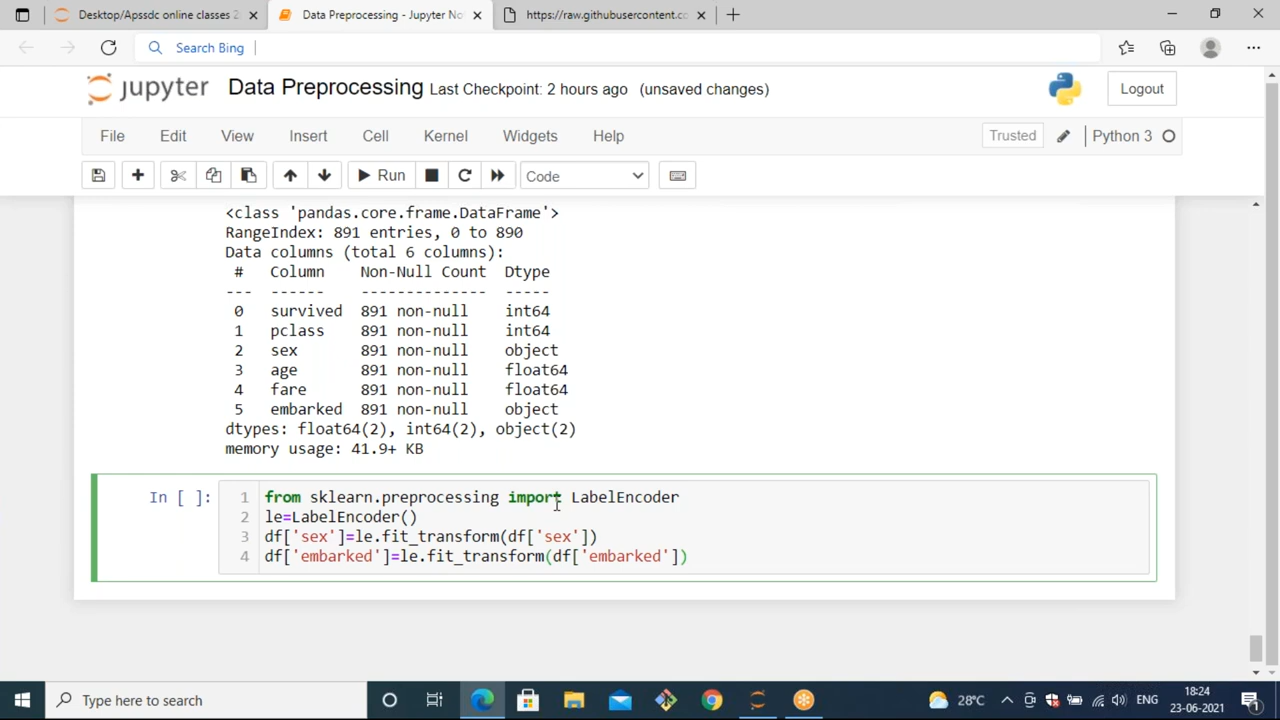 Desktop/Apssdc online classes 2
Data Preprocessing - Jupyter No
https://raw.githubusercontent.co
Search Bing
jupyter Data Preprocessing Last Checkpoint: 2 hours ago (unsaved changes)
Logout
File Edit View Insert Cell Kernel Widgets Help
Trusted Python 3
Run Code
<class 'pandas.core.frame.DataFrame'>
RangeIndex: 891 entries, 0 to 890
Data columns (total 6 columns):
# Column Non-Null Count Dtype
--- ------ -------------- -----
0 survived 891 non-null int64
1 pclass 891 non-null int64
2 sex 891 non-null object
3 age 891 non-null float64
4 fare 891 non-null float64
5 embarked 891 non-null object
dtypes: float64(2), int64(2), object(2)
memory usage: 41.9+ KB
In [ ]: 1 from sklearn.preprocessing import LabelEncoder
2 le=LabelEncoder()
3 df['sex']=le.fit_transform(df['sex'])
4 df['embarked']=le.fit_transform(df['embarked'])
Type here to search
28°C
ENG
18:24
23-06-2021
1